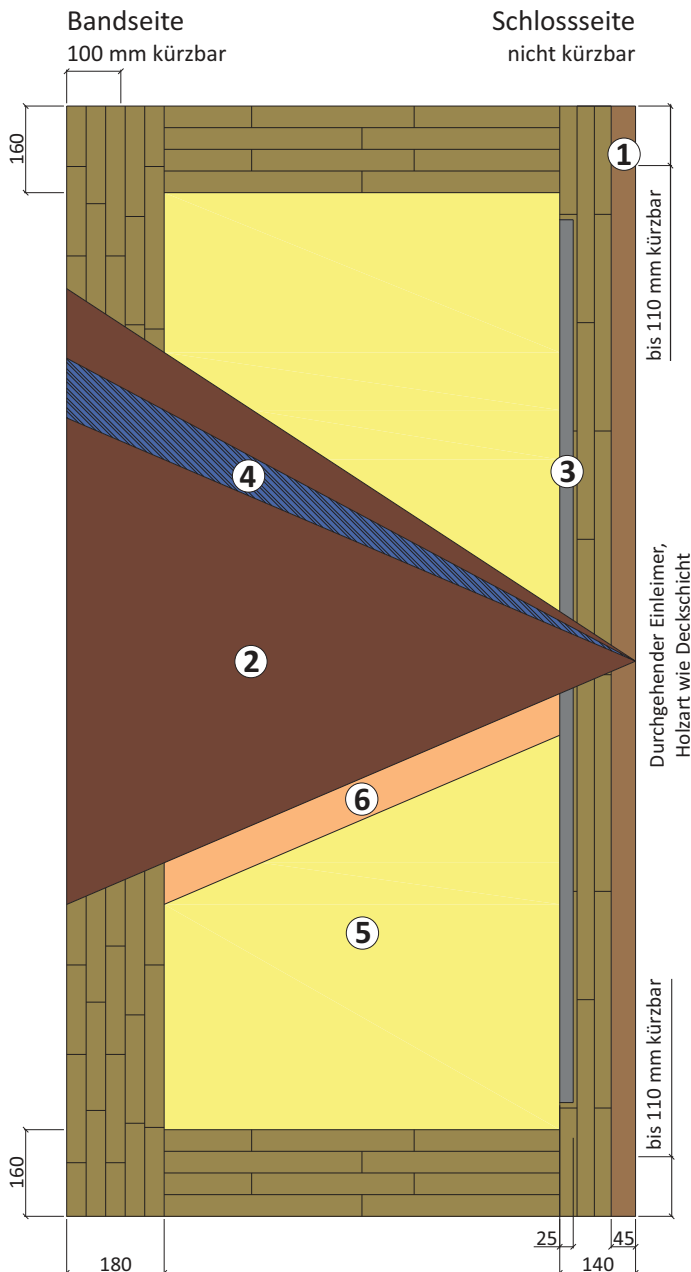 Bandseite
100 mm kürzbar
Schlossseite
nicht kürzbar
160
1
bis 110 mm kürzbar
4
3
2
Durchgehender Einleimer,
Holzart wie Deckschicht
6
5
bis 110 mm kürzbar
160
25
45
180
140